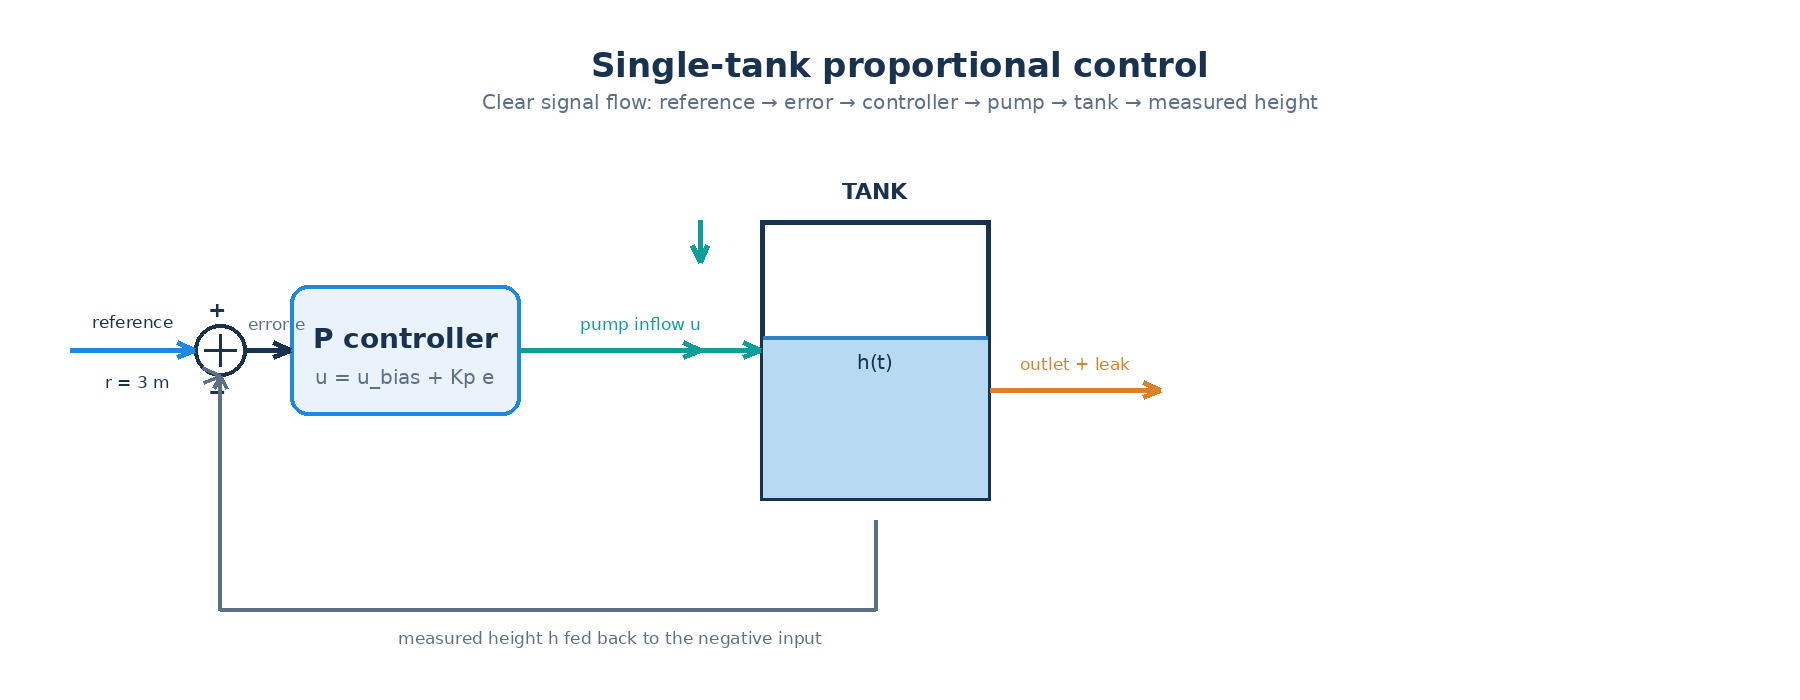 Single-tank proportional control
Clear signal flow: reference → error → controller → pump → tank → measured height
TANK
+
reference
error e
P controller
pump inflow u
h(t)
outlet + leak
r = 3 m
u = u_bias + Kp e
−
measured height h fed back to the negative input